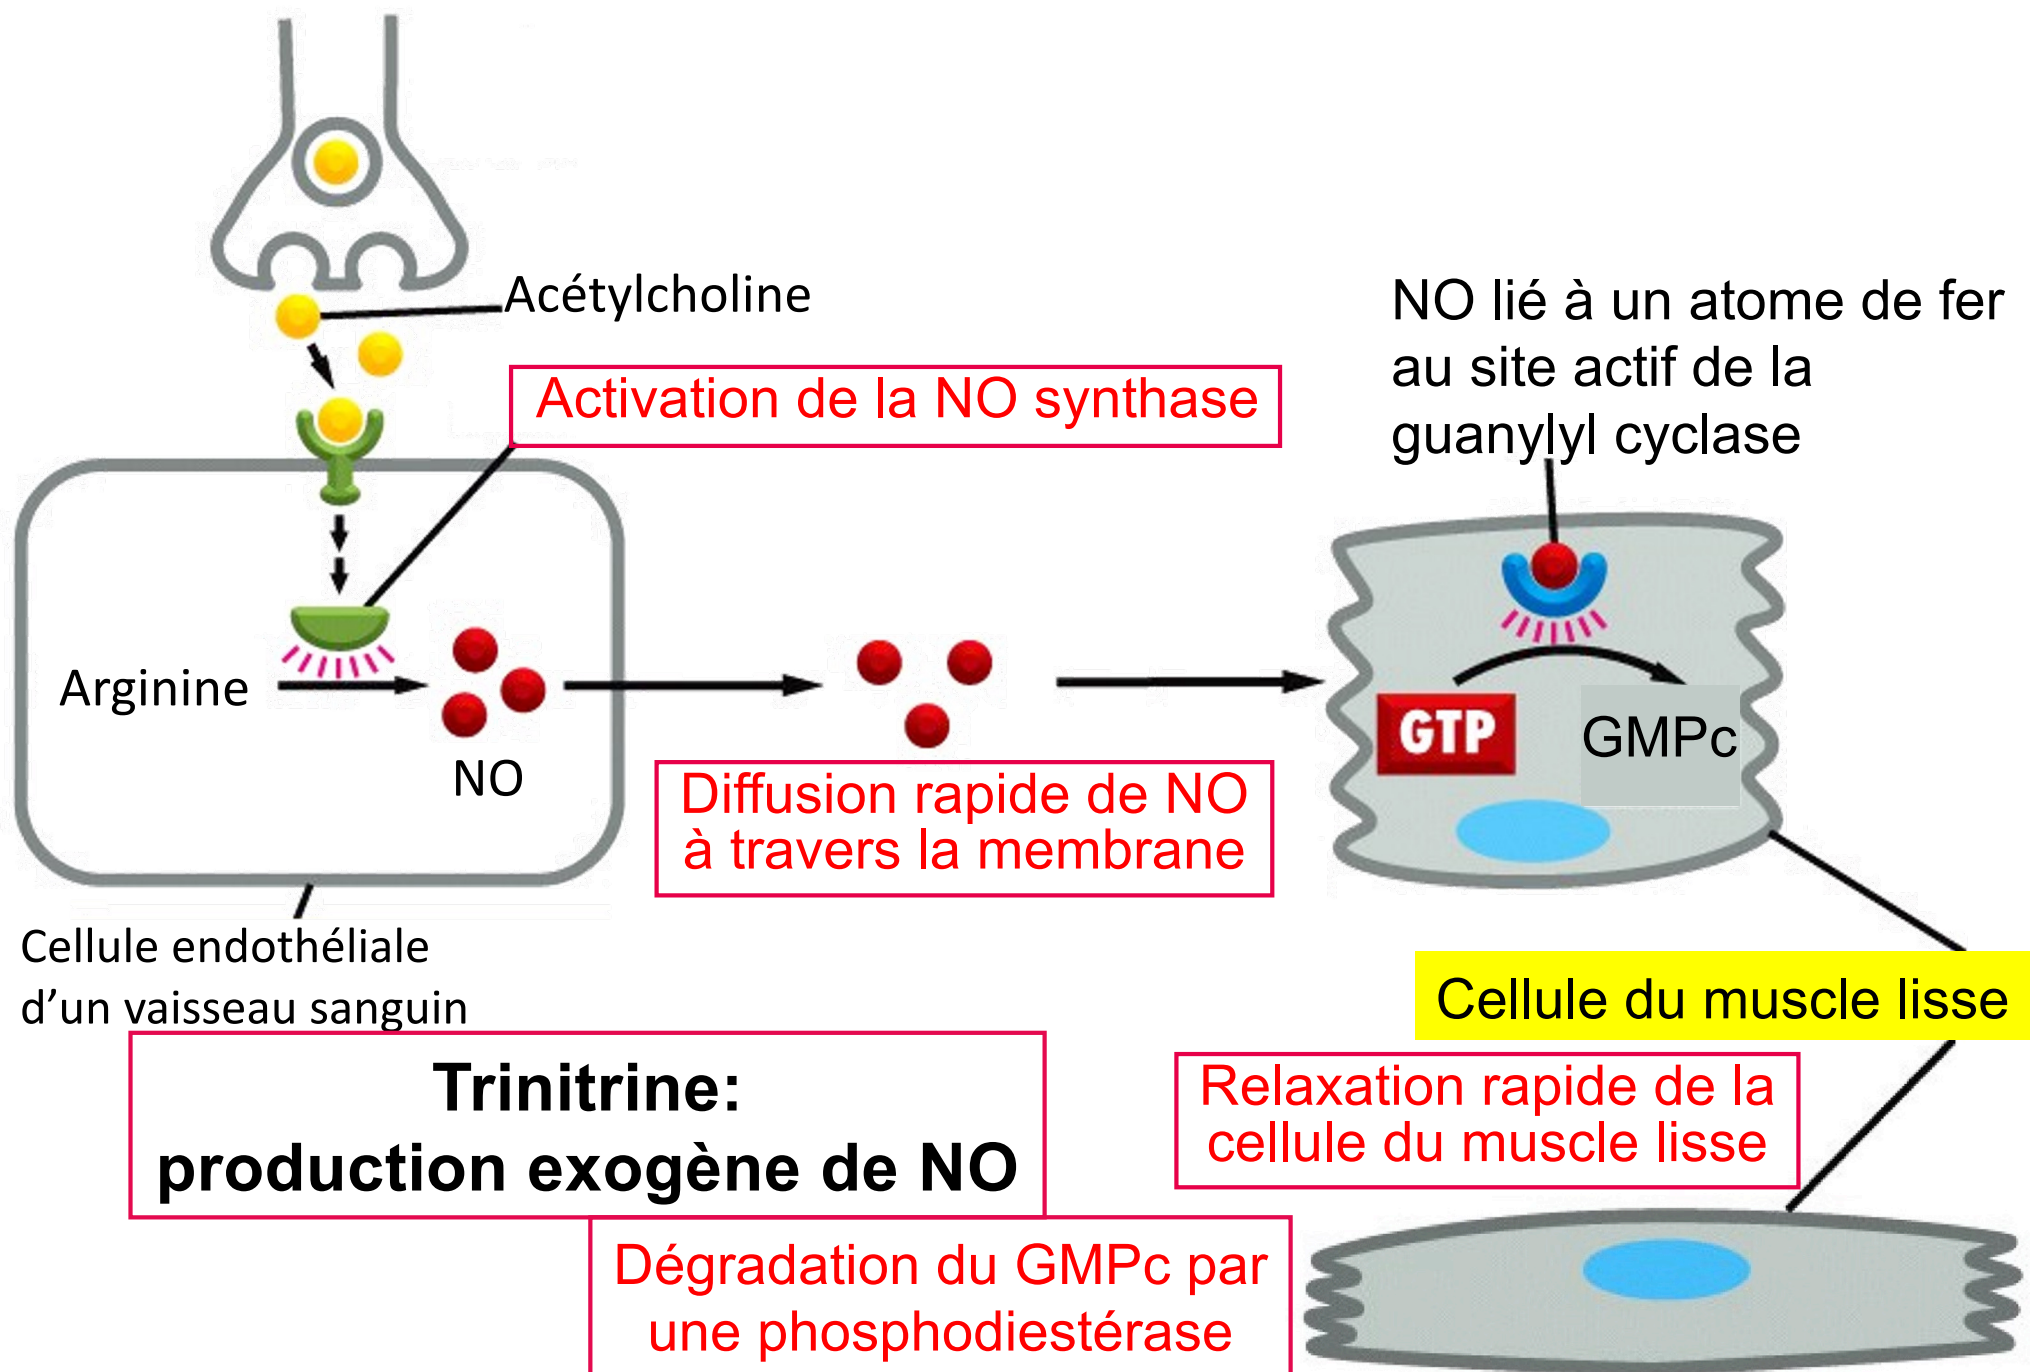 Acétylcholine
Activation de la NO synthase
NO lié à un atome de fer
au site actif de la
guanylyl cyclase
Arginine
NO
Diffusion rapide de NO
à travers la membrane
GTP
GMPc
Cellule endothéliale
d'un vaisseau sanguin
Cellule du muscle lisse
Trinitrine:
production exogène de NO
Relaxation rapide de la
cellule du muscle lisse
Dégradation du GMPc par
une phosphodiestérase